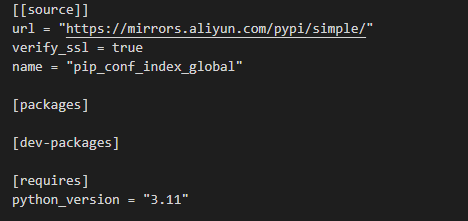 [[source]]
url = "https://mirrors.aliyun.com/pypi/simple/"
verify_ssl = true
name = "pip_conf_index_global"
[packages]
[dev-packages]
[requires]
python_version = "3.11"